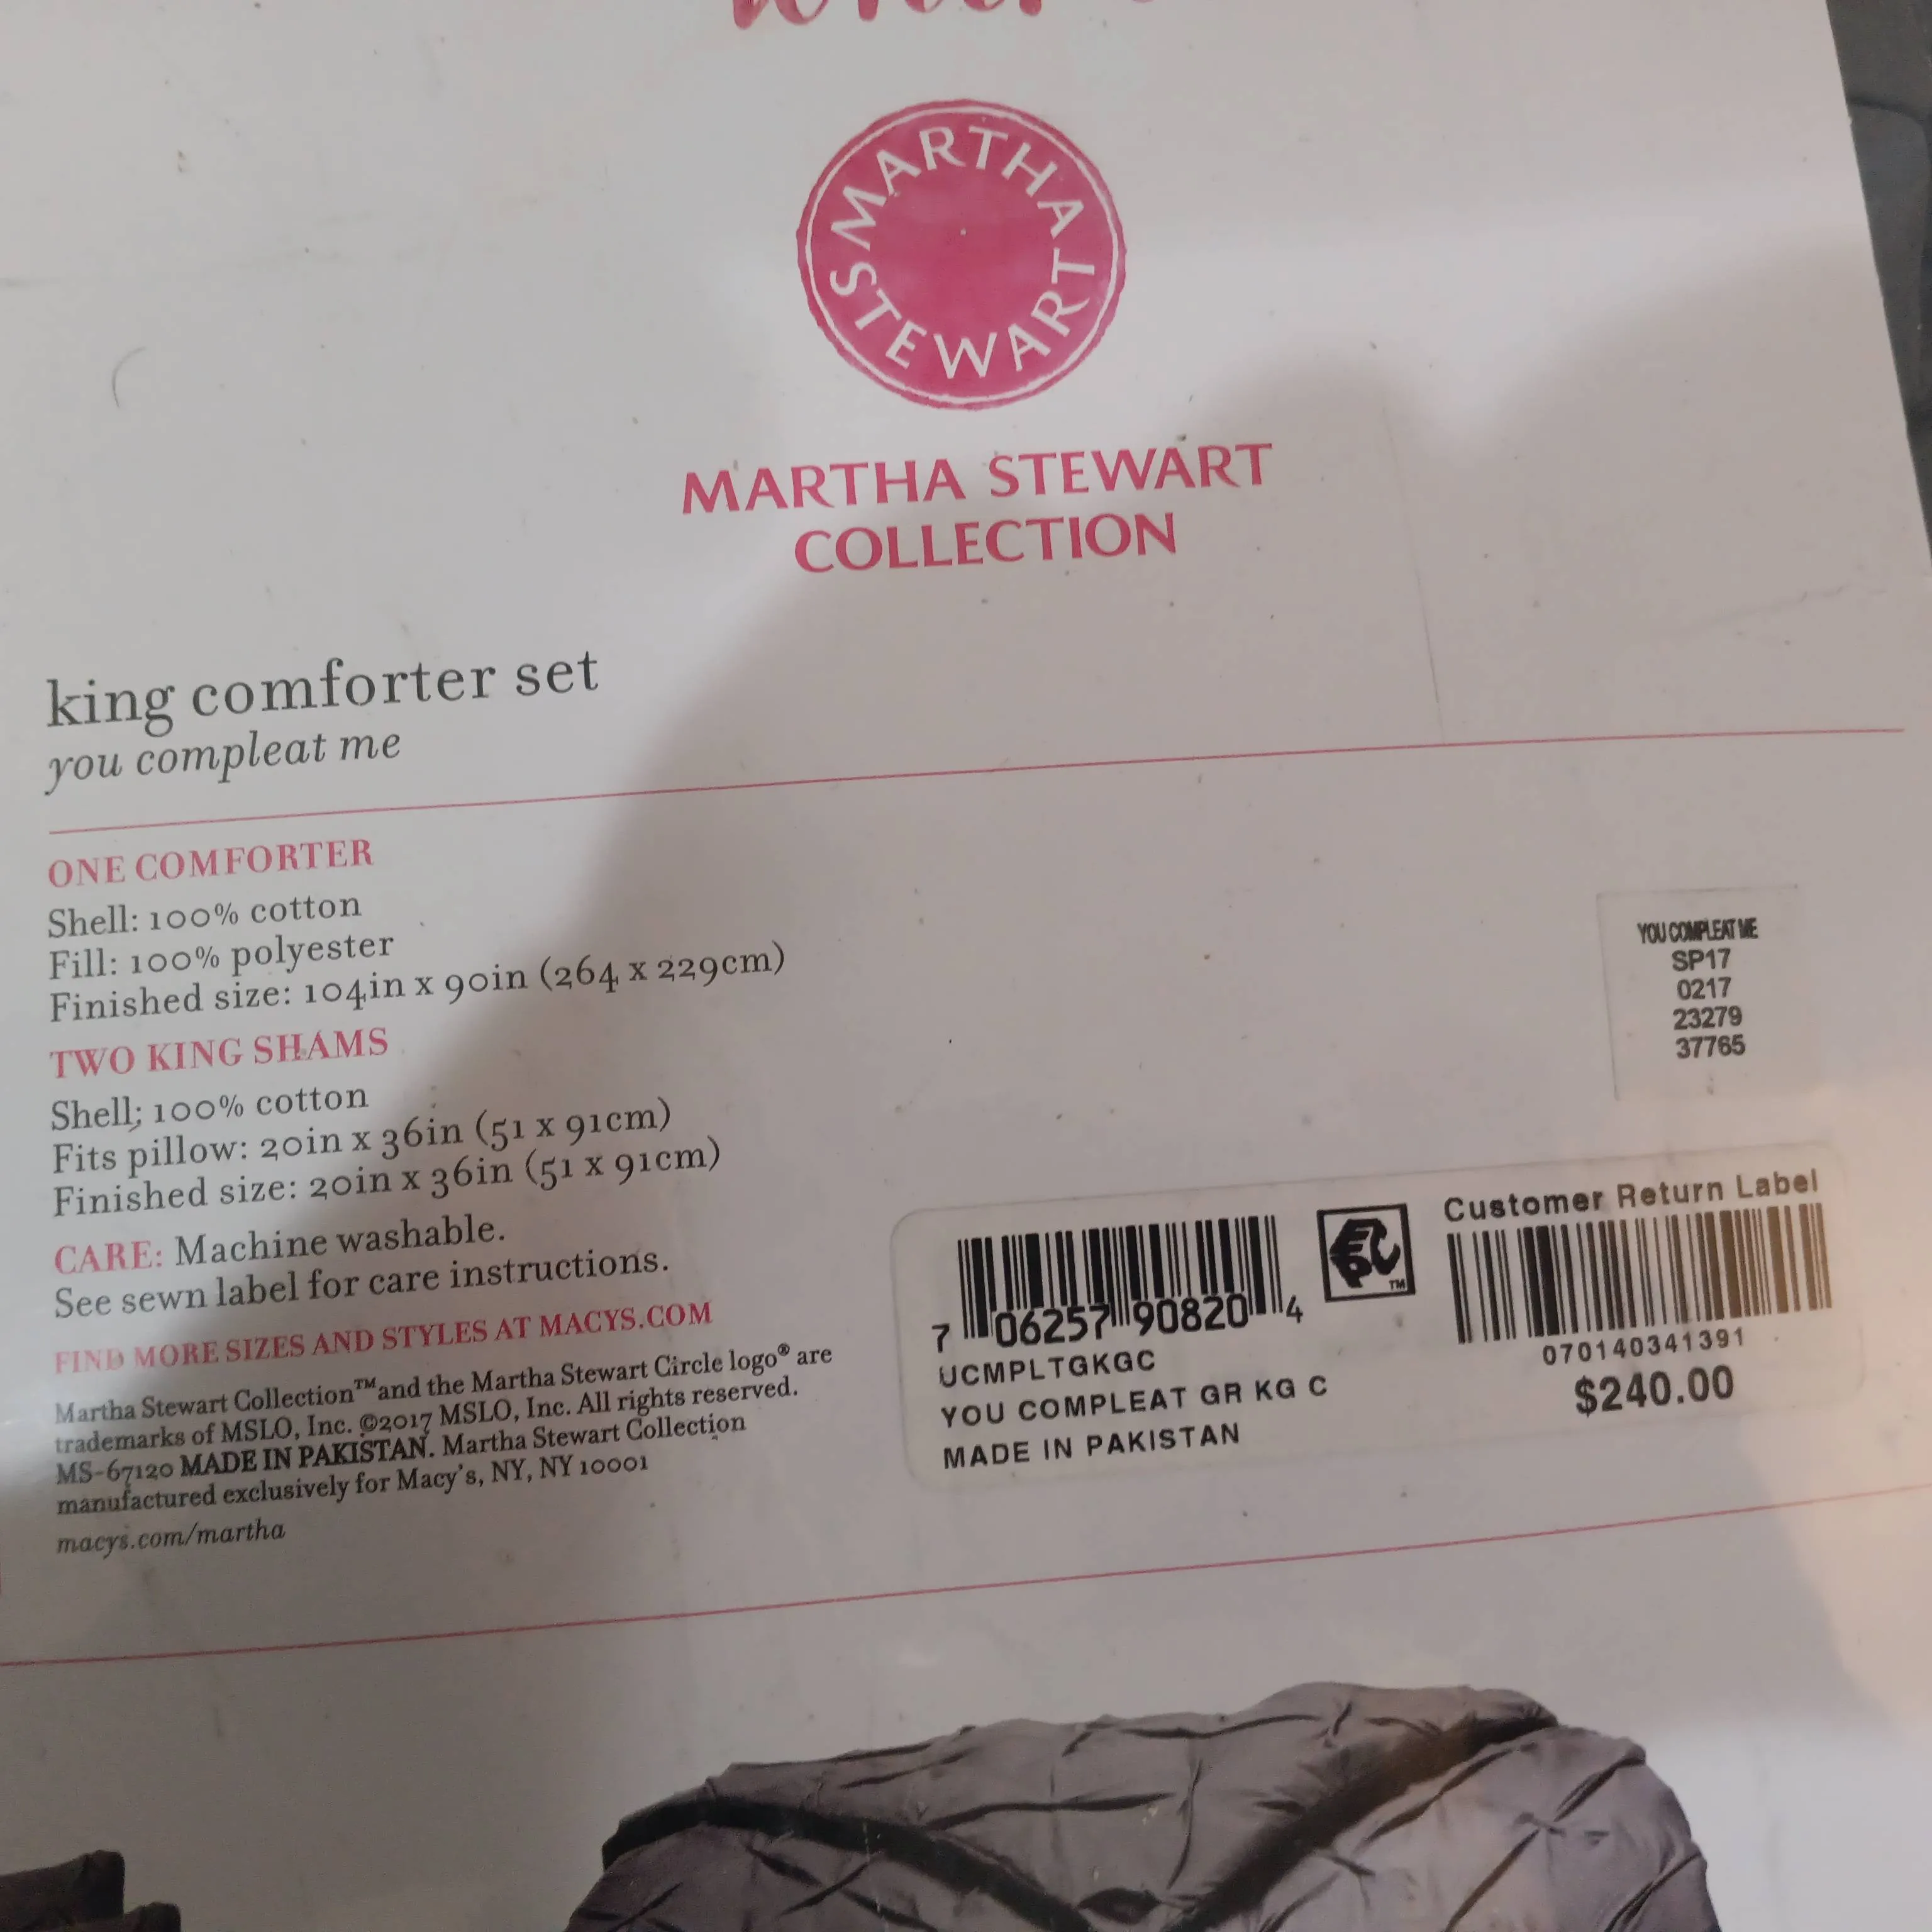 MARTHA STEWART
MARTHA STEWART
COLLECTION
king comforter set
you compleat me
ONE COMFORTER
Shell: 100% cotton
Fill: 100% polyester
Finished size: 104in x 90in (264 x 229cm)
TWO KING SHAMS
Shell; 100% cotton
Fits pillow: 20in x 36in (51 x 91cm)
Finished size: 20in x 36in (51 x 91cm)
CARE: Machine washable.
See sewn label for care instructions.
FIND MORE SIZES AND STYLES AT MACYS.COM
Martha Stewart Collection™ and the Martha Stewart Circle logo® are
trademarks of MSLO, Inc. ©2017 MSLO, Inc. All rights reserved.
MS-67120 MADE IN PAKISTAN. Martha Stewart Collection
manufactured exclusively for Macy's, NY, NY 10001
macys.com/martha
YOU COMPLEAT ME
SP17
0217
23279
37765
7 06257 90820 4
UCMPLTGKGC
YOU COMPLEAT GR KG C
MADE IN PAKISTAN
EPC
TM
Customer Return Label
070140341391
$240.00